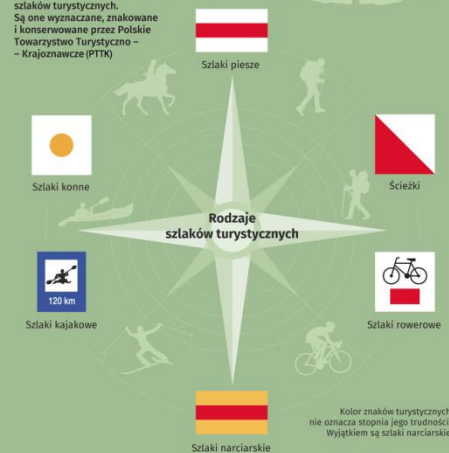 szlaków turystycznych.
Są one wyznaczane, znakowane
i konserwowane przez Polskie
Towarzystwo Turystyczno –
– Krajoznawcze (PTTK)
Szlaki piesze
Szlaki konne
Ścieżki
Rodzaje
szlaków turystycznych
120 km
Szlaki kajakowe
Szlaki rowerowe
Kolor znaków turystycznych
nie oznacza stopnia jego trudności
Wyjątkiem są szlaki narciarskie
Szlaki narciarskie